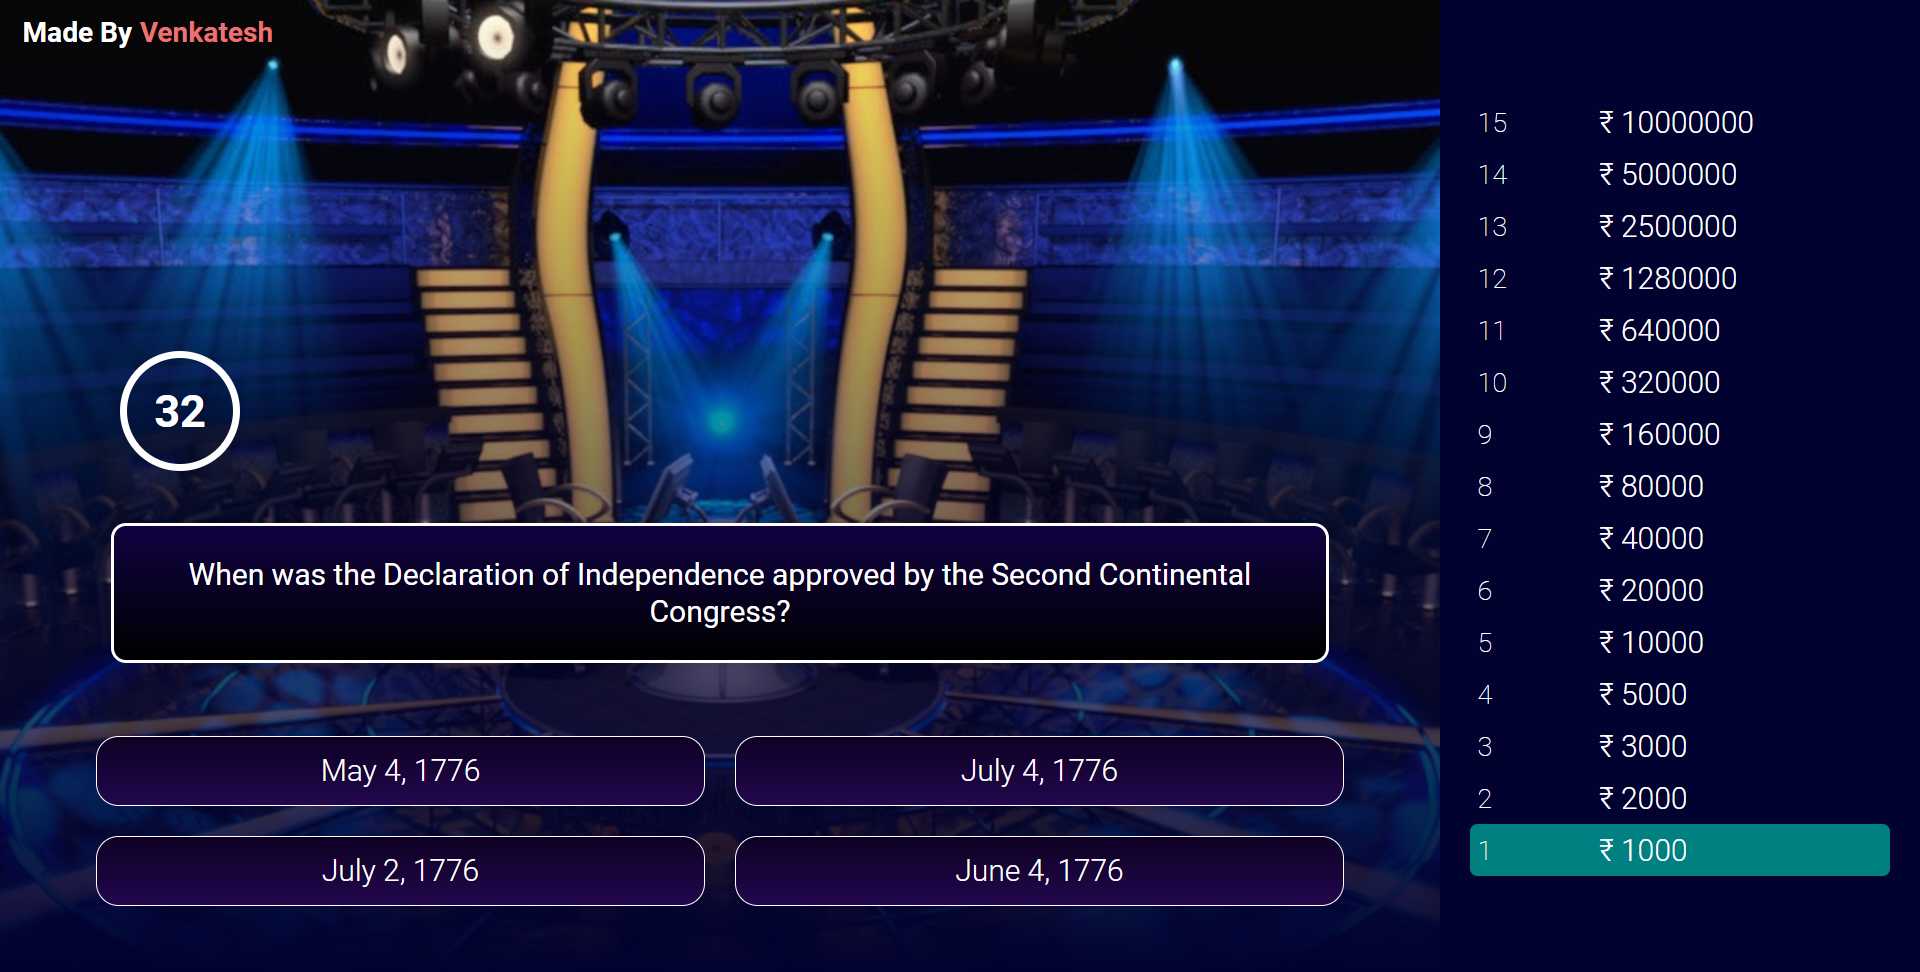 Made By Venkatesh
32
When was the Declaration of Independence approved by the Second Continental
Congress?
May 4, 1776
July 4, 1776
July 2, 1776
June 4, 1776
15 ₹ 10000000
14 ₹ 5000000
13 ₹ 2500000
12 ₹ 1280000
11 ₹ 640000
10 ₹ 320000
9 ₹ 160000
8 ₹ 80000
7 ₹ 40000
6 ₹ 20000
5 ₹ 10000
4 ₹ 5000
3 ₹ 3000
2 ₹ 2000
1 ₹ 1000